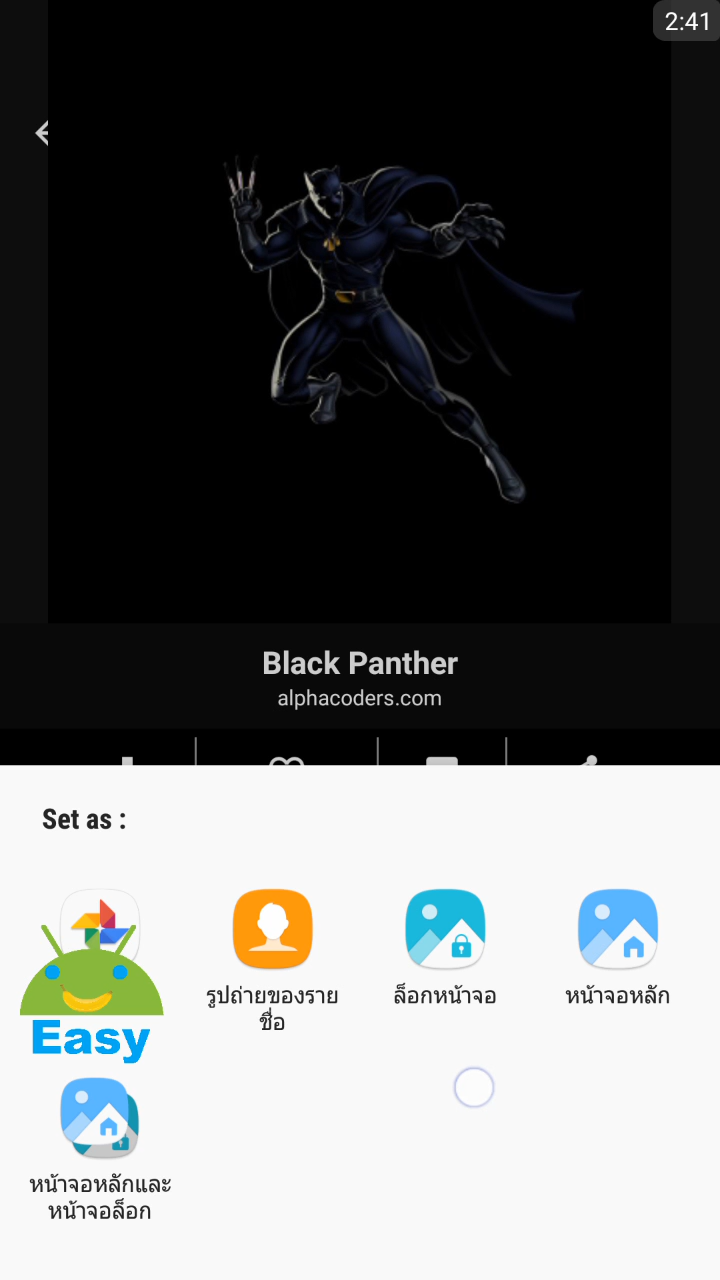 2:41
Black Panther
alphacoders.com
Set as :
Easy
รูปถ่ายของราย
ชื่อ
ล็อกหน้าจอ
หน้าจอหลัก
หน้าจอหลักและ
หน้าจอล็อก